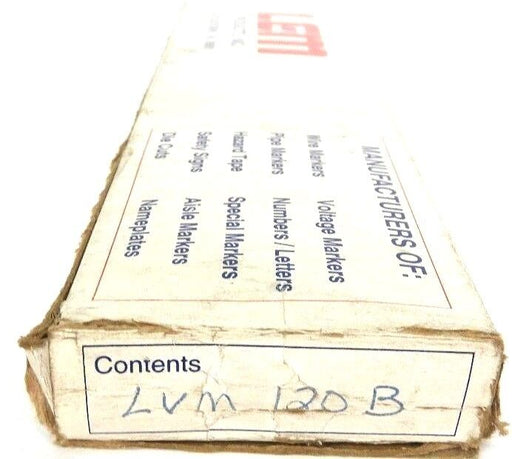 MANUFACTURERS OF:
Wire Markers Voltage Markers
Pipe Markers Numbers / Letters
Hazard Tape Special Markers
Safety Signs Aisle Markers
Die Cuts Nameplates
Contents
LVM 120 B